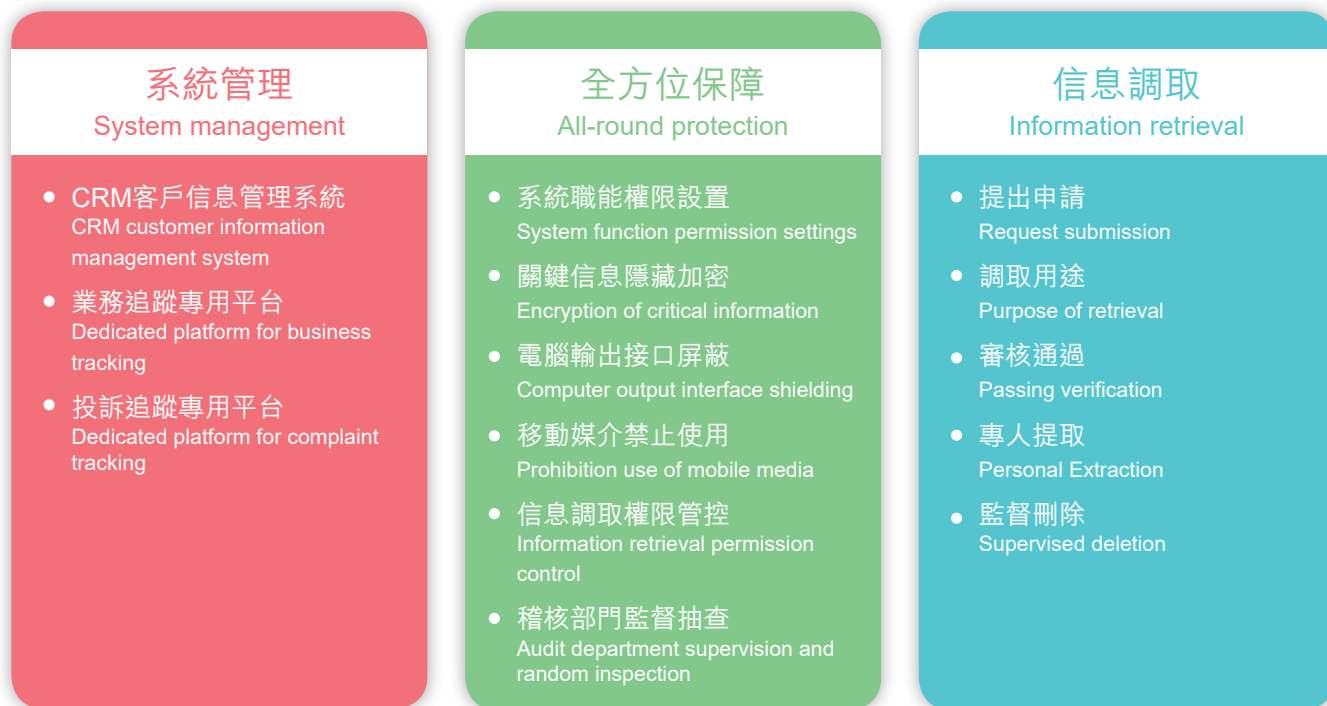 系統管理
System management
CRM客戶信息管理系統
CRM customer information
management system
業務追蹤專用平台
Dedicated platform for business
tracking
投訴追蹤專用平台
Dedicated platform for complaint
tracking
全方位保障
All-round protection
系統職能權限設置
System function permission settings
關鍵信息隱藏加密
Encryption of critical information
電腦輸出接口屏蔽
Computer output interface shielding
移動媒介禁止使用
Prohibition use of mobile media
信息調取權限管控
Information retrieval permission
control
稽核部門監督抽查
Audit department supervision and
random inspection
信息調取
Information retrieval
提出申請
Request submission
調取用途
Purpose of retrieval
審核通過
Passing verification
專人提取
Personal Extraction
監督刪除
Supervised deletion